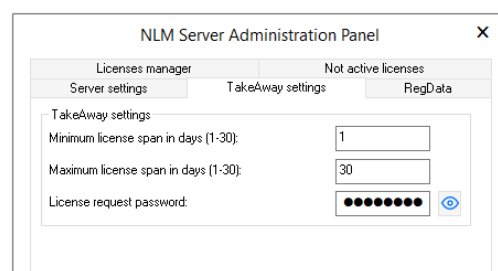 NLM Server Administration Panel
Licenses manager
Not active licenses
Server settings
TakeAway settings
RegData
TakeAway settings
Minimum license span in days (1-30):
1
Maximum license span in days (1-30):
30
License request password:
●●●●●●●●